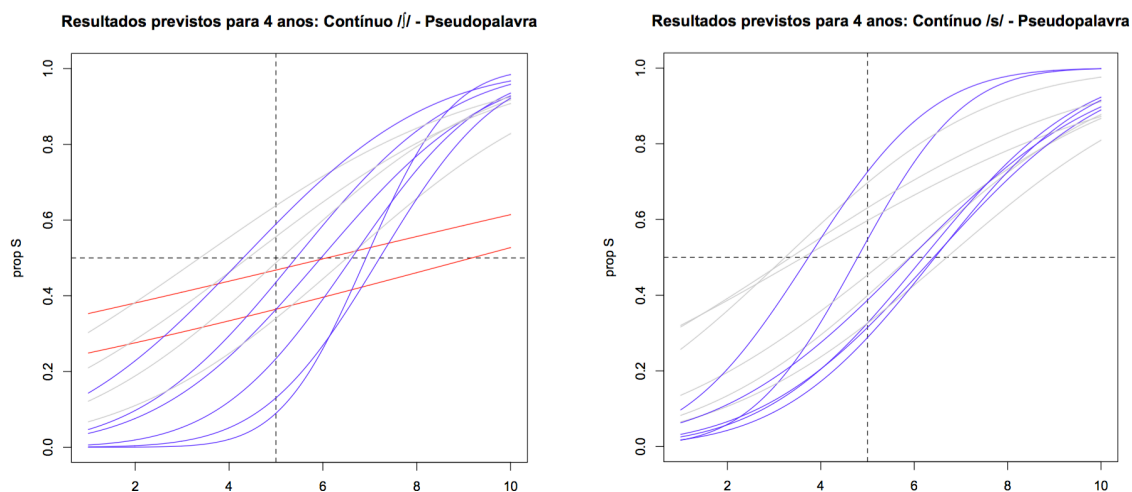 Resultados previstos para 4 anos: Contínuo /ʃ/ - Pseudopalavra
prop S
1.0
0.8
0.6
0.4
0.2
0.0
2 4 6 8 10
Resultados previstos para 4 anos: Contínuo /s/ - Pseudopalavra
prop S
1.0
0.8
0.6
0.4
0.2
0.0
2 4 6 8 10